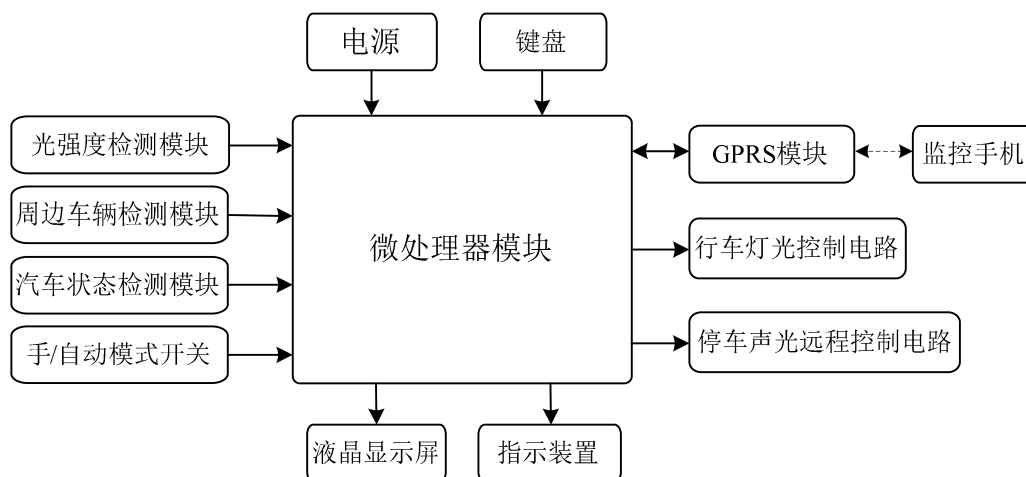 电源
键盘
光强度检测模块
周边车辆检测模块
汽车状态检测模块
手/自动模式开关
微处理器模块
GPRS模块
监控手机
行车灯光控制电路
停车声光远程控制电路
液晶显示屏
指示装置